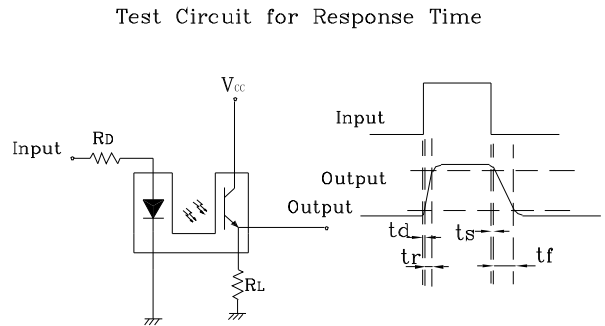 Test Circuit for Response Time
VCC
RD
Input
Input
Output
Output
RL
td
ts
tr
tf